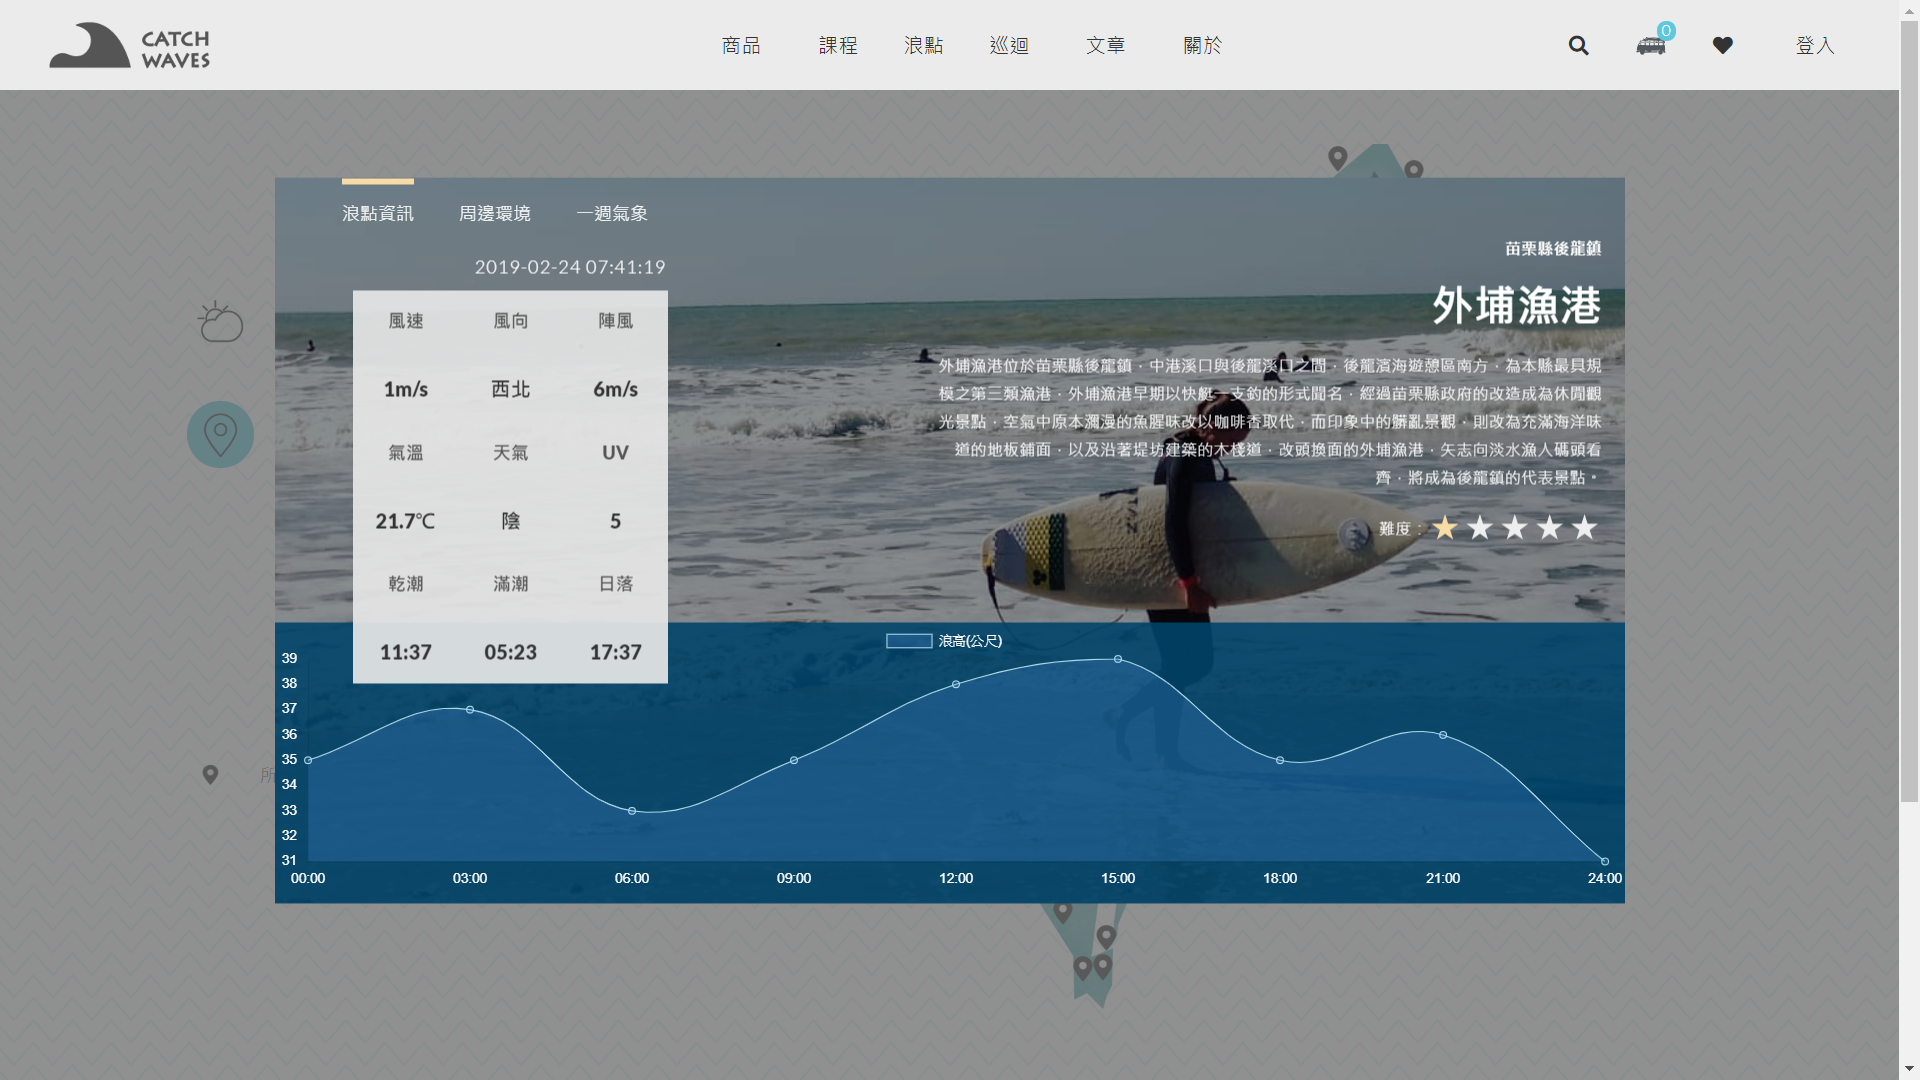 CATCH
WAVES
商品 課程 浪點 巡迴 文章 關於
0
登入
浪點資訊 周邊環境 一週氣象
2019-02-24 07:41:19
風速 風向 陣風
1m/s 西北 6m/s
氣溫 天氣 UV
21.7℃ 陰 5
乾潮 滿潮 日落
11:37 05:23 17:37
苗栗縣後龍鎮
外埔漁港
外埔漁港位於苗栗縣後龍鎮，中港溪口與後龍溪口之間，後龍濱海遊憩區南方，為本縣最具規
模之第三類漁港，外埔漁港早期以快艇、支釣的形式聞名，經過苗栗縣政府的改造成為休閒觀
光景點，空氣中原本瀰漫的魚腥味改以咖啡香取代，而印象中的髒亂景觀，則改為充滿海洋味
道的地板鋪面，以及沿著堤坊建築的木棧道，改頭換面的外埔漁港，矢志向淡水漁人碼頭看
齊，將成為後龍鎮的代表景點。
難度：
所
浪高(公尺)
39
38
37
36
35
34
33
32
31
00:00 03:00 06:00 09:00 12:00 15:00 18:00 21:00 24:00